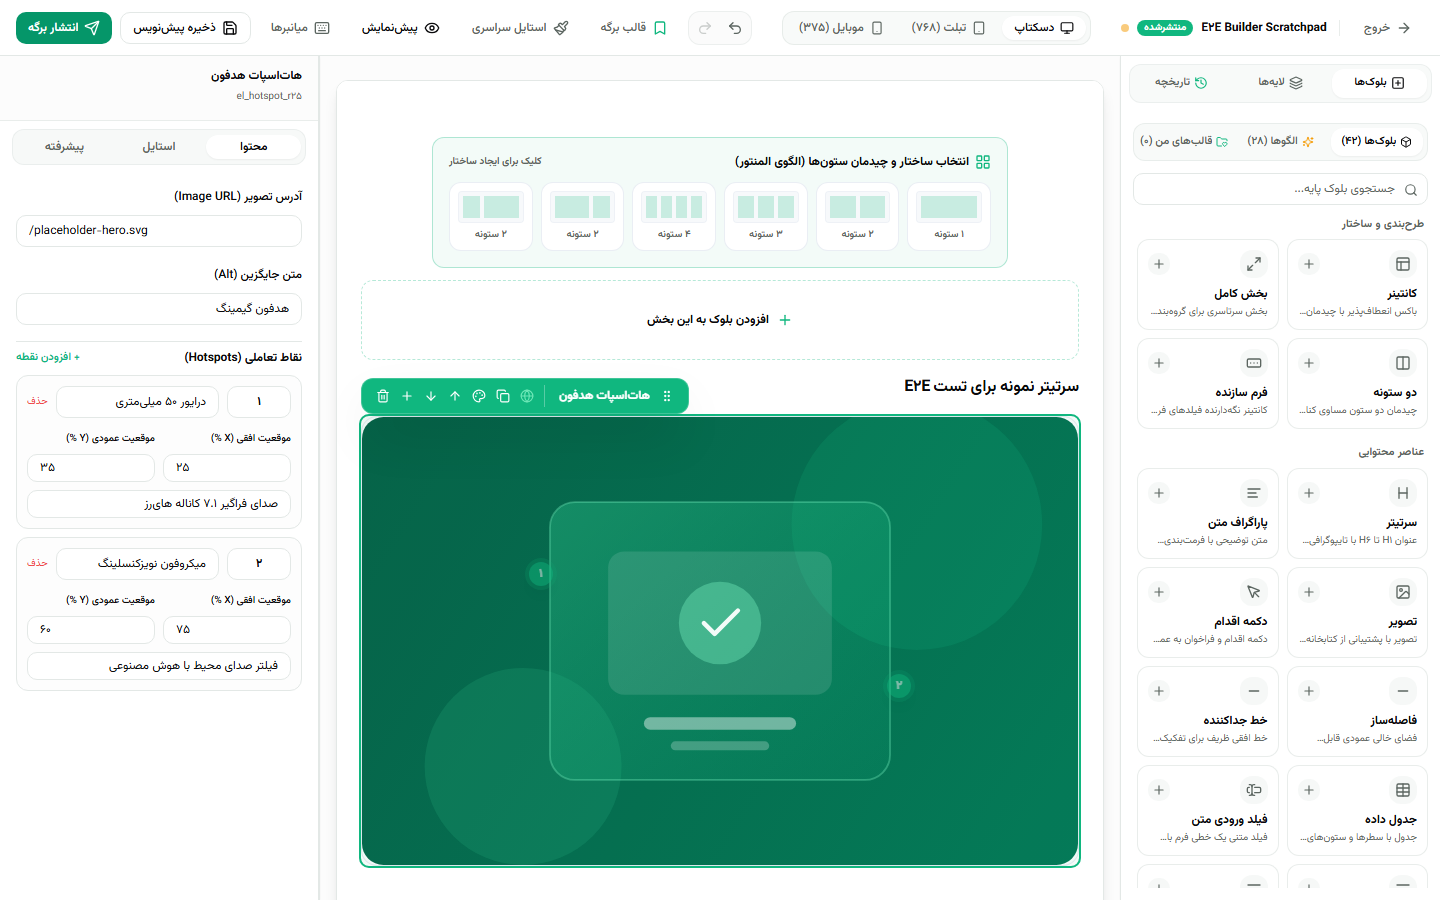 خروج
E2E Builder Scratchpad
منتشرشده
دسکتاپ
تبلت (۷۶۸)
موبایل (۳۷۵)
قالب برگه
استایل سراسری
پیش‌نمایش
میانبرها
ذخیره پیش‌نویس
انتشار برگه
بلوک‌ها
لایه‌ها
تاریخچه
بلوک‌ها (۴۲)
الگوها (۲۸)
قالب‌های من (۰)
جستجوی بلوک پایه...
طرح‌بندی و ساختار
کانتینر
باکس انعطاف‌پذیر با چیدمان...
بخش کامل
بخش سرتاسری برای گروه‌بند...
دو ستونه
چیدمان دو ستون مساوی کنا...
فرم سازنده
کانتینر نگه‌دارنده فیلدهای فر...
عناصر محتوایی
سرتیتر
عنوان H۱ تا H۶ با تایپوگرافی...
پاراگراف متن
متن توضیحی با فرمت‌بندی...
تصویر
تصویر با پشتیبانی از کتابخانه...
دکمه اقدام
دکمه اقدام و فراخوان به عمـ...
فاصله‌ساز
فضای خالی عمودی قابل...
خط جداکننده
خط افقی ظریف برای تفکیک...
جدول داده
جدول با سطرها و ستون‌های...
فیلد ورودی متن
فیلد متنی یک خطی فرم با...
انتخاب ساختار و چیدمان ستون‌ها (الگوی المنتور)
کلیک برای ایجاد ساختار
۱ ستونه
۲ ستونه
۳ ستونه
۴ ستونه
۲ ستونه
۲ ستونه
افزودن بلوک به این بخش
سرتیتر نمونه برای تست E2E
هات‌اسپات هدفون
۱
۲
هات‌اسپات هدفون
el_hotspot_r۲۵
محتوا
استایل
پیشرفته
آدرس تصویر (Image URL)
/placeholder-hero.svg
متن جایگزین (Alt)
هدفون گیمینگ
نقاط تعاملی (Hotspots)
+ افزودن نقطه
۱
درایور ۵۰ میلی‌متری
حذف
موقعیت افقی (X %)
موقعیت عمودی (Y %)
۲۵
۳۵
صدای فراگیر ۷.۱ کاناله های‌رز
۲
میکروفون نویزکنسلینگ
حذف
موقعیت افقی (X %)
موقعیت عمودی (Y %)
۷۵
۶۰
فیلتر صدای محیط با هوش مصنوعی